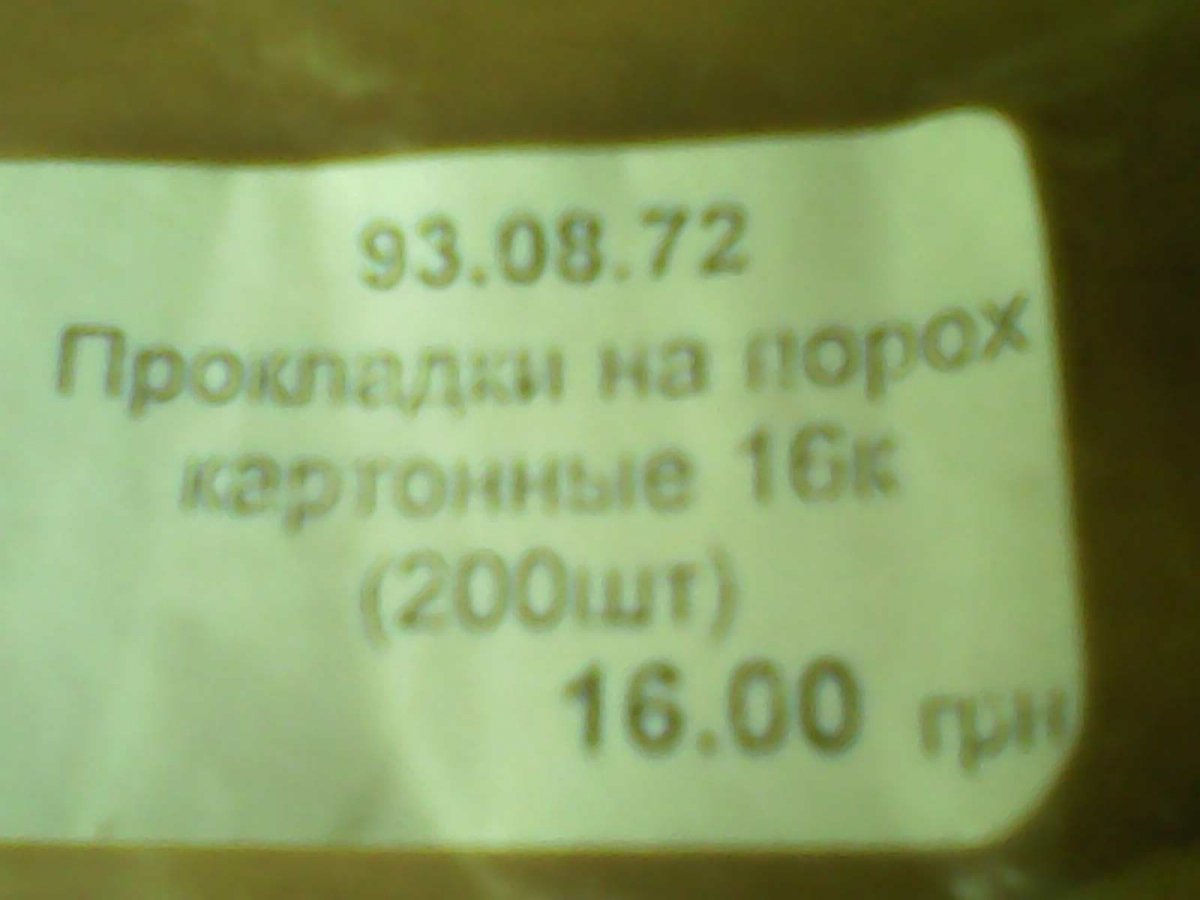 93.08.72
Прокладки на порох
картонные 16к
(200шт)
16.00 грн